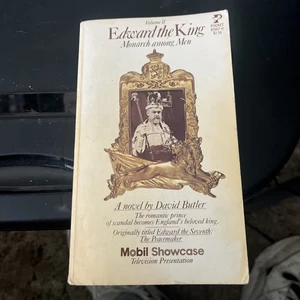 Volume II
Edward the King
Monarch among Men
POCKET
A novel by David Butler
The romantic prince
of scandal becomes England's beloved king.
Originally titled Edward the Seventh:
The Peacemaker
Mobil Showcase
Television Presentation